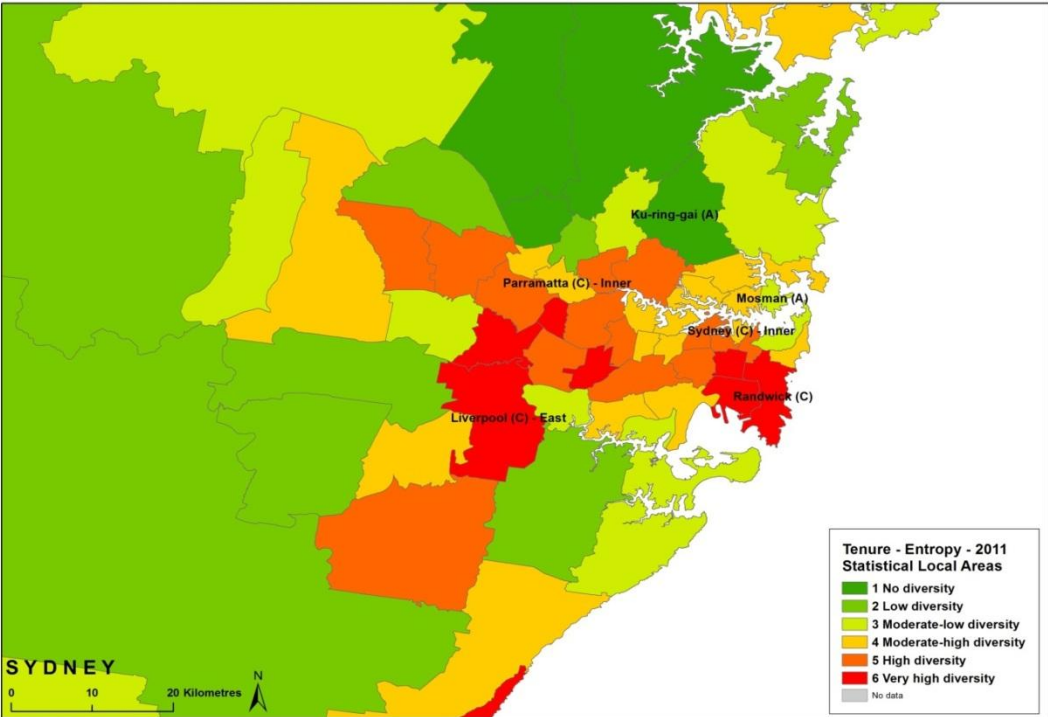 Ku-ring-gai (A)
Parramatta (C) - Inner
Mosman (A)
Sydney (C) - Inner
Randwick (C)
Liverpool (C) - East
SYDNEY
N
0 10 20 Kilometres
Tenure - Entropy - 2011
Statistical Local Areas
1 No diversity
2 Low diversity
3 Moderate-low diversity
4 Moderate-high diversity
5 High diversity
6 Very high diversity
No data